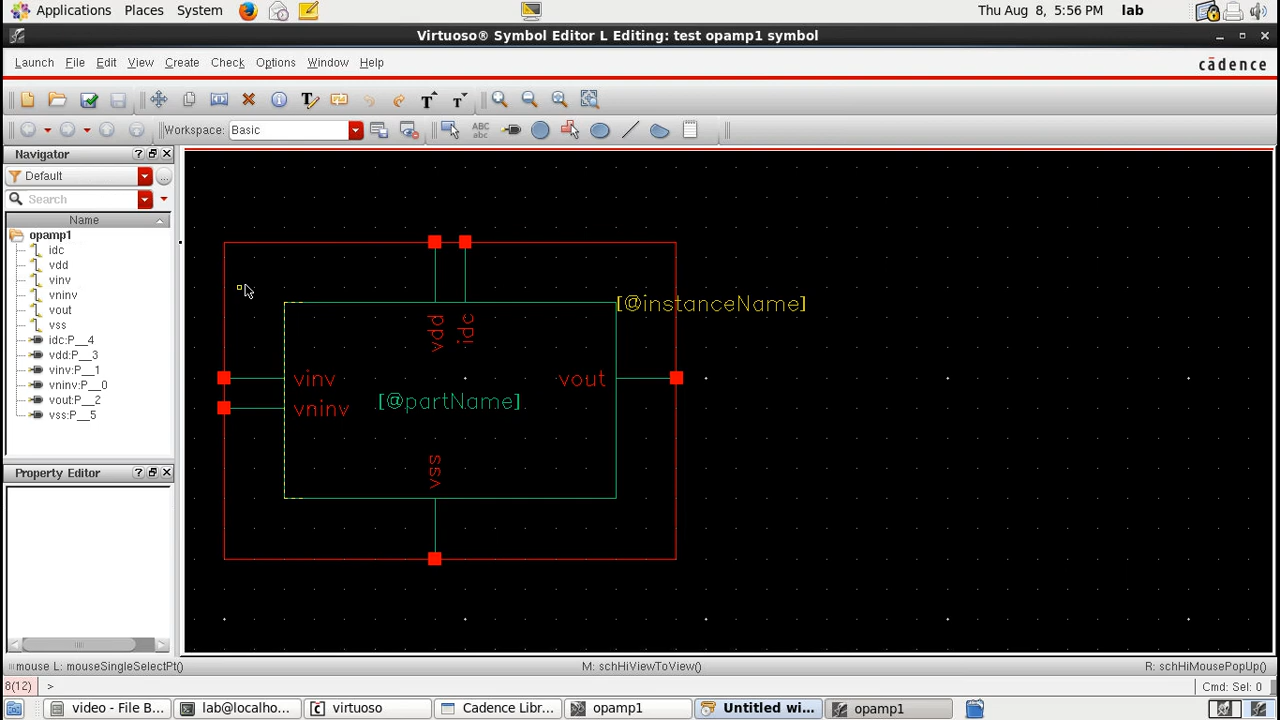 Applications Places System
Thu Aug 8, 5:56 PM lab
Virtuoso® Symbol Editor L Editing: test opamp1 symbol
Launch File Edit View Create Check Options Window Help
cādence
Workspace: Basic
ABC
abc
Navigator
Default
Search
Name
opamp1
idc
vdd
vinv
vninv
vout
vss
idc:P__4
vdd:P__3
vinv:P__1
vninv:P__0
vout:P__2
vss:P__5
Property Editor
[@instanceName]
vdd
idc
vinv
vout
vninv
[@partName]
vss
mouse L: mouseSingleSelectPt()
M: schHiViewToView()
R: schHiMousePopUp()
8(12) >
Cmd: Sel: 0
video - File B...
lab@localho...
virtuoso
Cadence Libr...
opamp1
Untitled wi...
opamp1